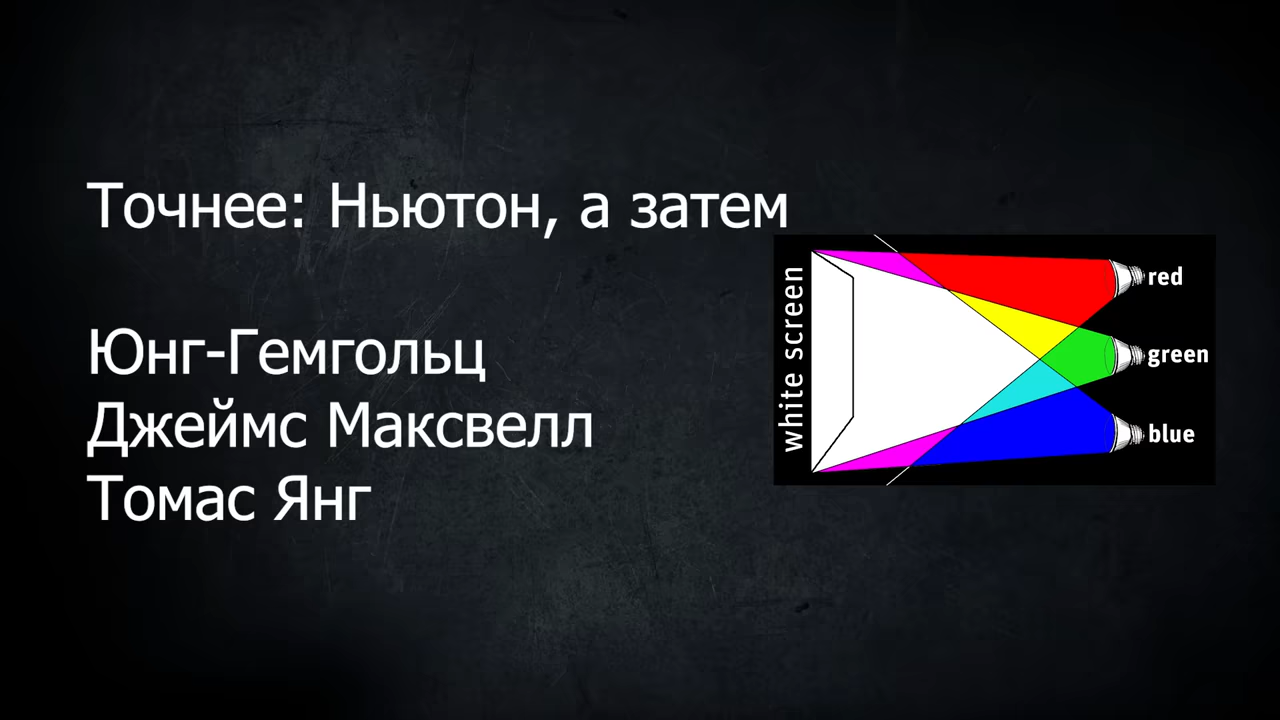 Точнее: Ньютон, а затем
Юнг-Гемгольц
Джеймс Максвелл
Томас Янг
white screen
red
green
blue